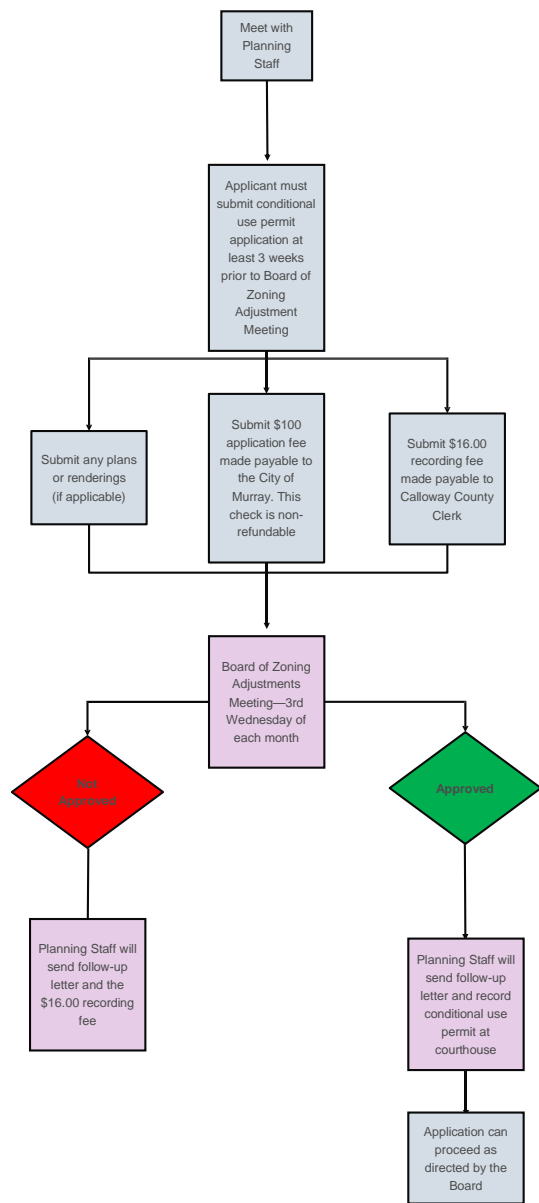 Meet with
Planning
Staff
Applicant must
submit conditional
use permit
application at
least 3 weeks
prior to Board of
Zoning
Adjustment
Meeting
Submit any plans
or renderings
(if applicable)
Submit $100
application fee
made payable to
the City of
Murray. This
check is non-
refundable
Submit $16.00
recording fee
made payable to
Calloway County
Clerk
Board of Zoning
Adjustments
Meeting—3rd
Wednesday of
each month
Not
Approved
Approved
Planning Staff will
send follow-up
letter and the
$16.00 recording
fee
Planning Staff will
send follow-up
letter and record
conditional use
permit at
courthouse
Application can
proceed as
directed by the
Board